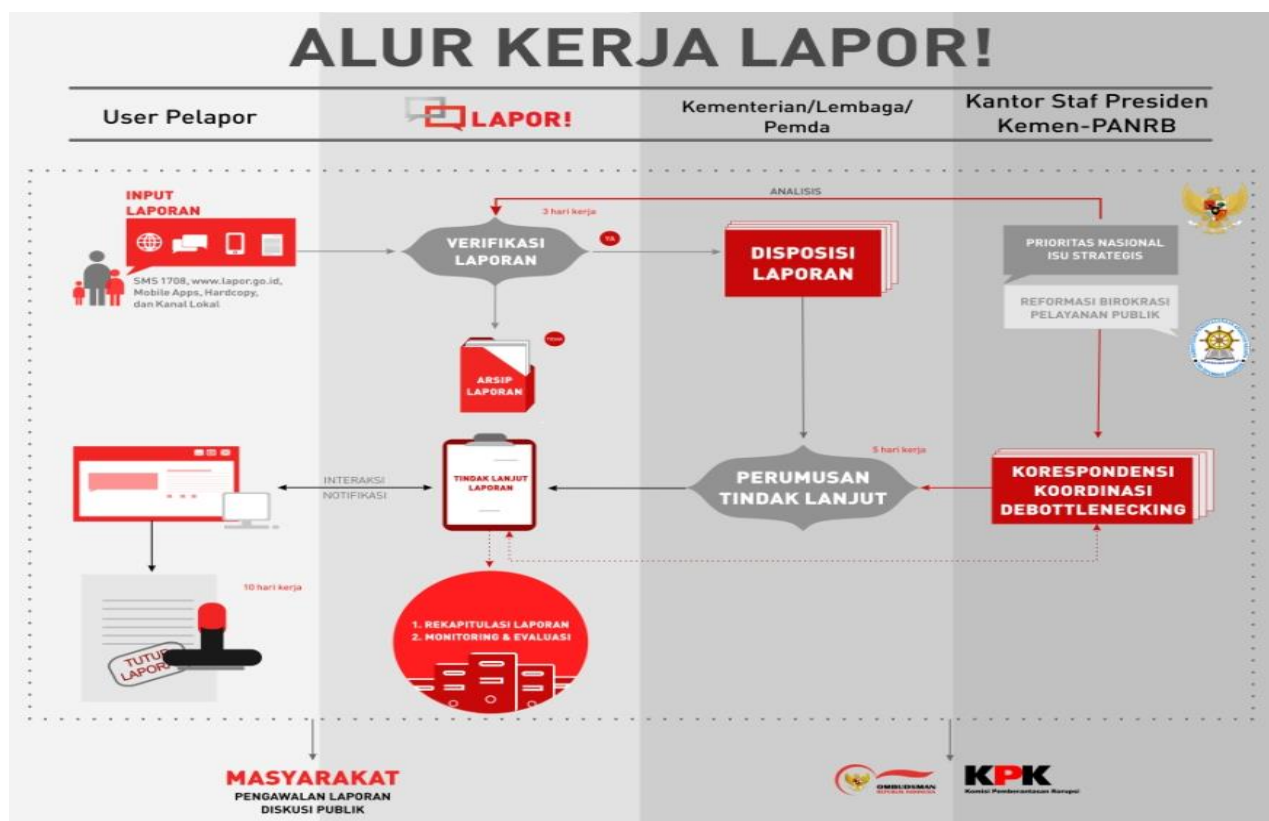 ALUR KERJA LAPOR!
User Pelapor
LAPOR!
Kementerian/Lembaga/
Pemda
Kantor Staf Presiden
Kemen-PANRB
INPUT
LAPORAN
SMS 1708, www.lapor.go.id,
Mobile Apps, Hardcopy,
dan Kanal Lokal
3 hari kerja
VERIFIKASI
LAPORAN
YA
ANALISIS
DISPOSISI
LAPORAN
PRIORITAS NASIONAL
ISU STRATEGIS
REFORMASI BIROKRASI
PELAYANAN PUBLIK
TIDAK
ARSIP
LAPORAN
INTERAKSI
NOTIFIKASI
TINDAK LANJUT
LAPORAN
5 hari kerja
PERUMUSAN
TINDAK LANJUT
KORESPONDENSI
KOORDINASI
DEBOTTLENECKING
10 hari kerja
TUTUP
LAPORAN
1. REKAPITULASI LAPORAN
2. MONITORING & EVALUASI
MASYARAKAT
PENGAWALAN LAPORAN
DISKUSI PUBLIK
OMBUDSMAN
REPUBLIK INDONESIA
KPK
Komisi Pemberantasan Korupsi